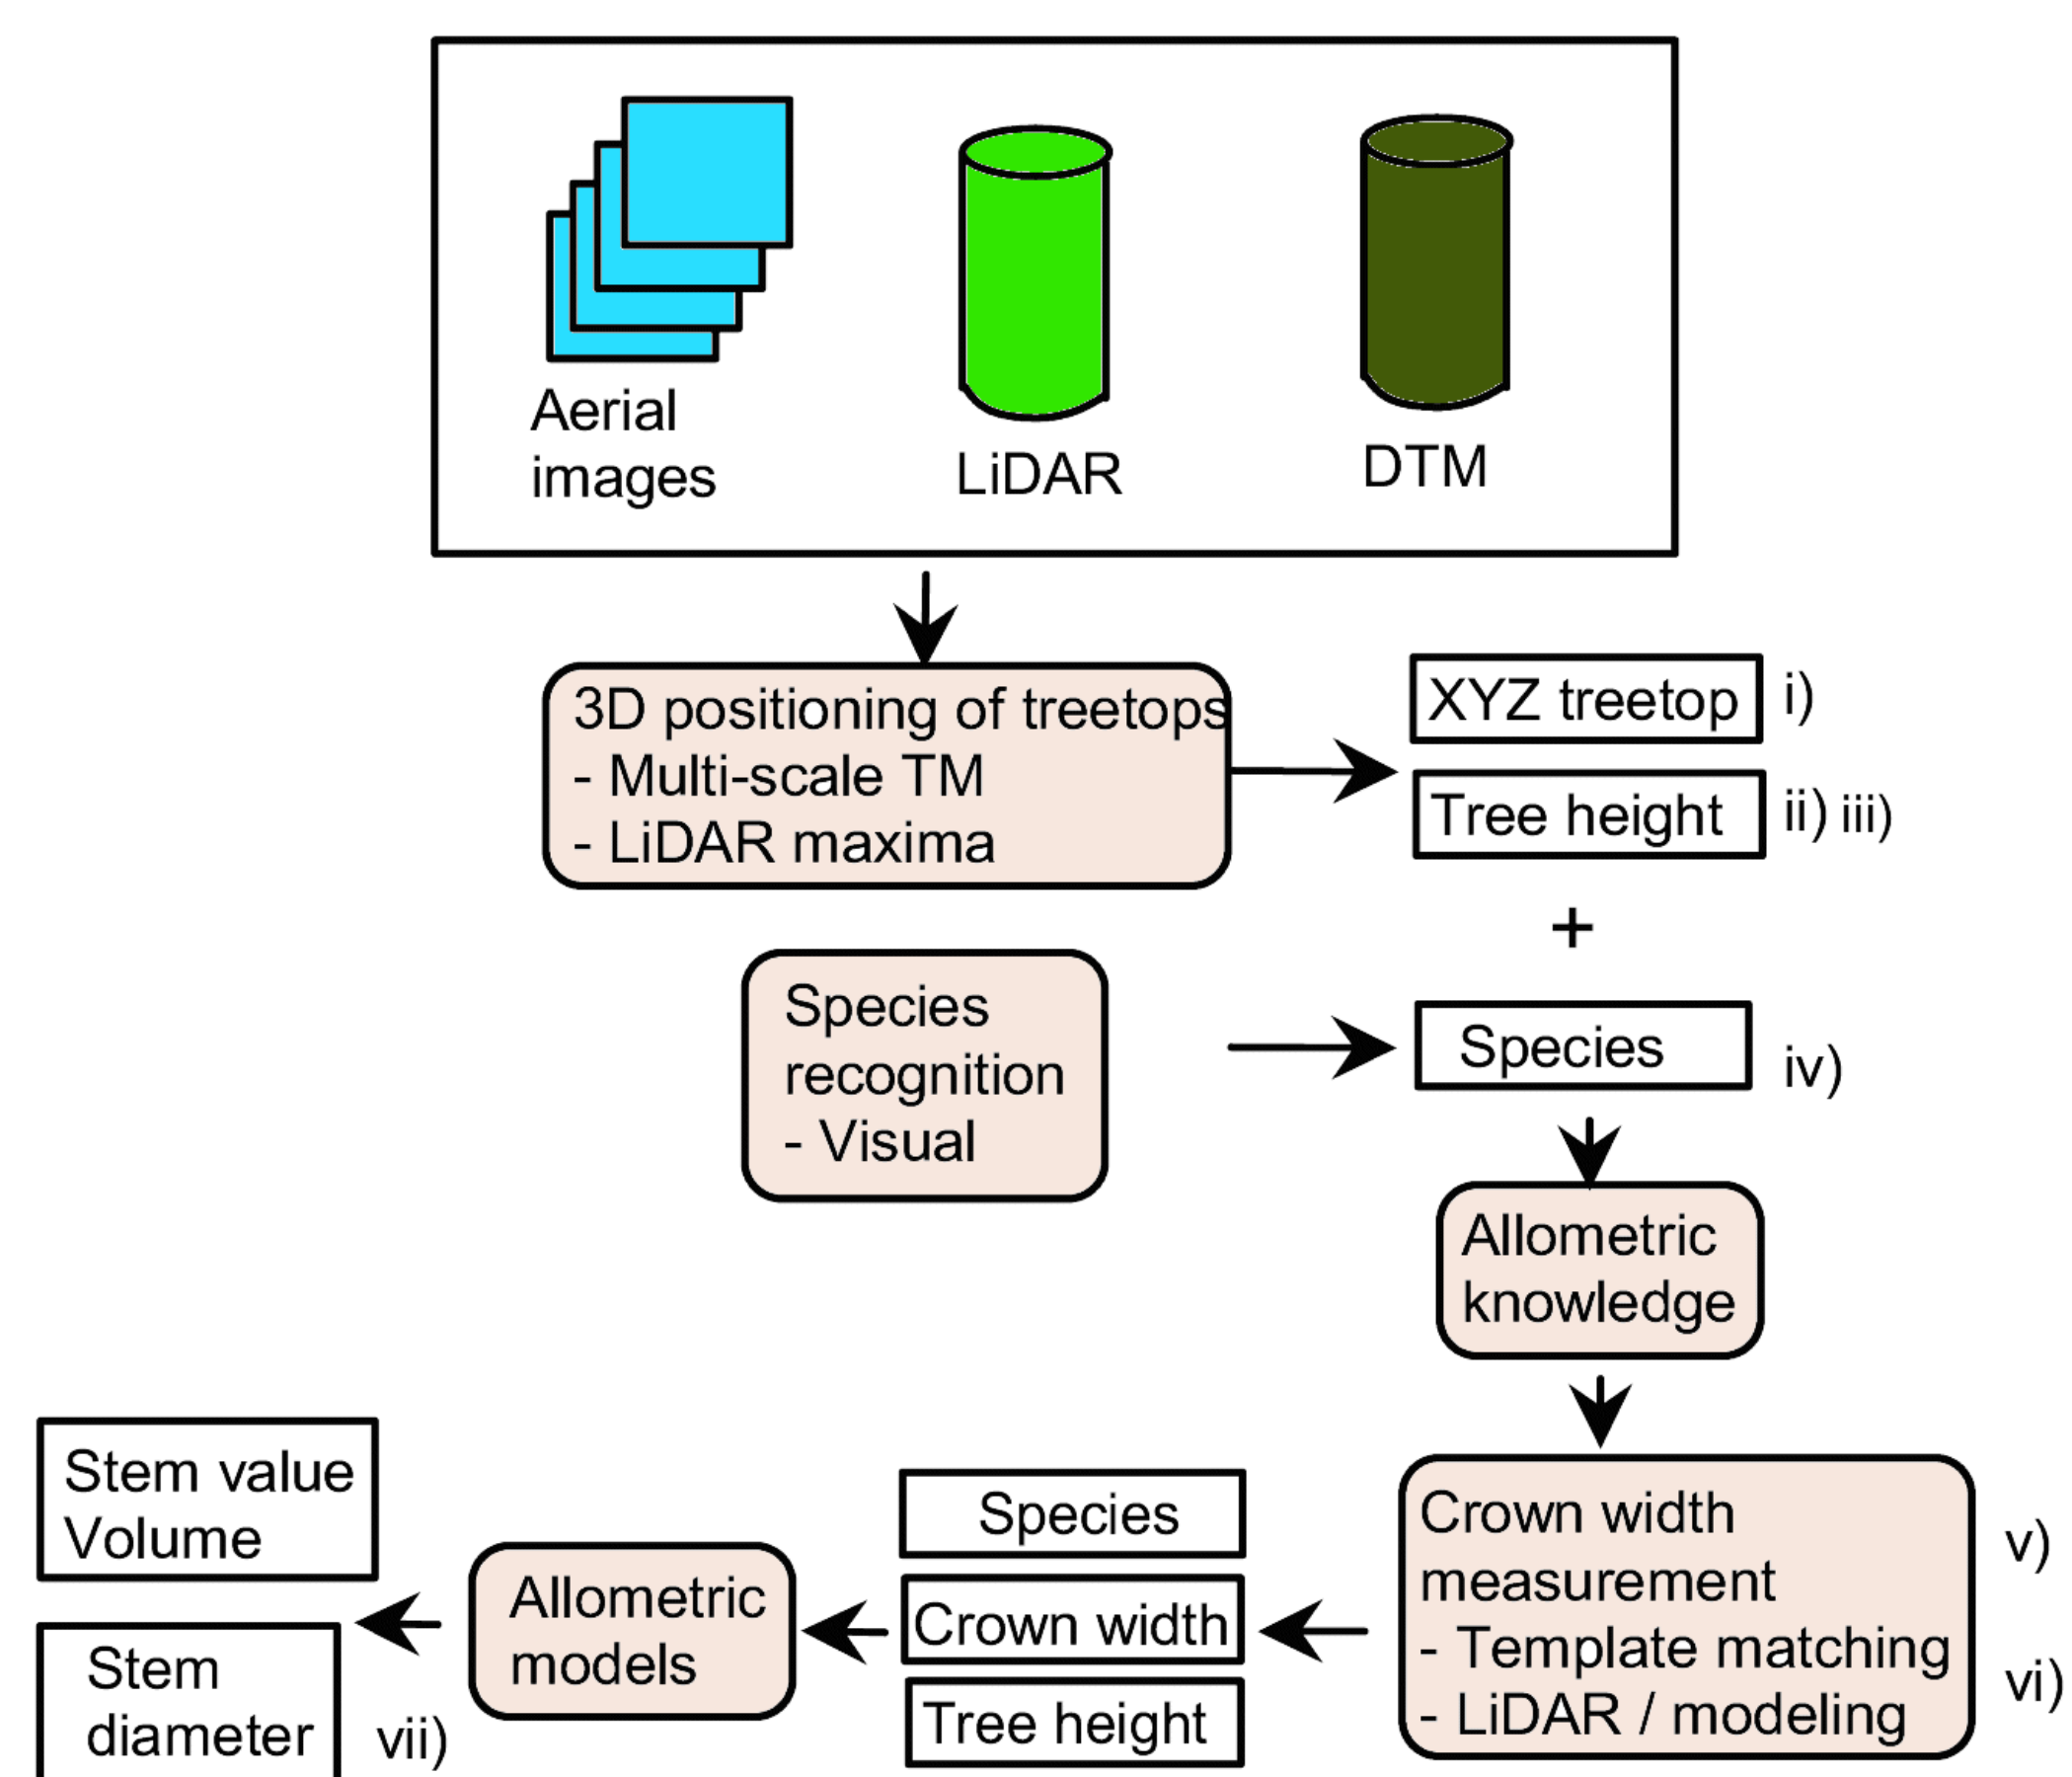 Aerial
images
LiDAR
DTM
3D positioning of treetops
- Multi-scale TM
- LiDAR maxima
XYZ treetop i)
Tree height ii) iii)
+
Species
recognition
- Visual
Species iv)
Allometric
knowledge
Crown width
measurement
- Template matching
- LiDAR / modeling
v)
vi)
Species
Crown width
Tree height
Allometric
models
Stem value
Volume
Stem
diameter vii)